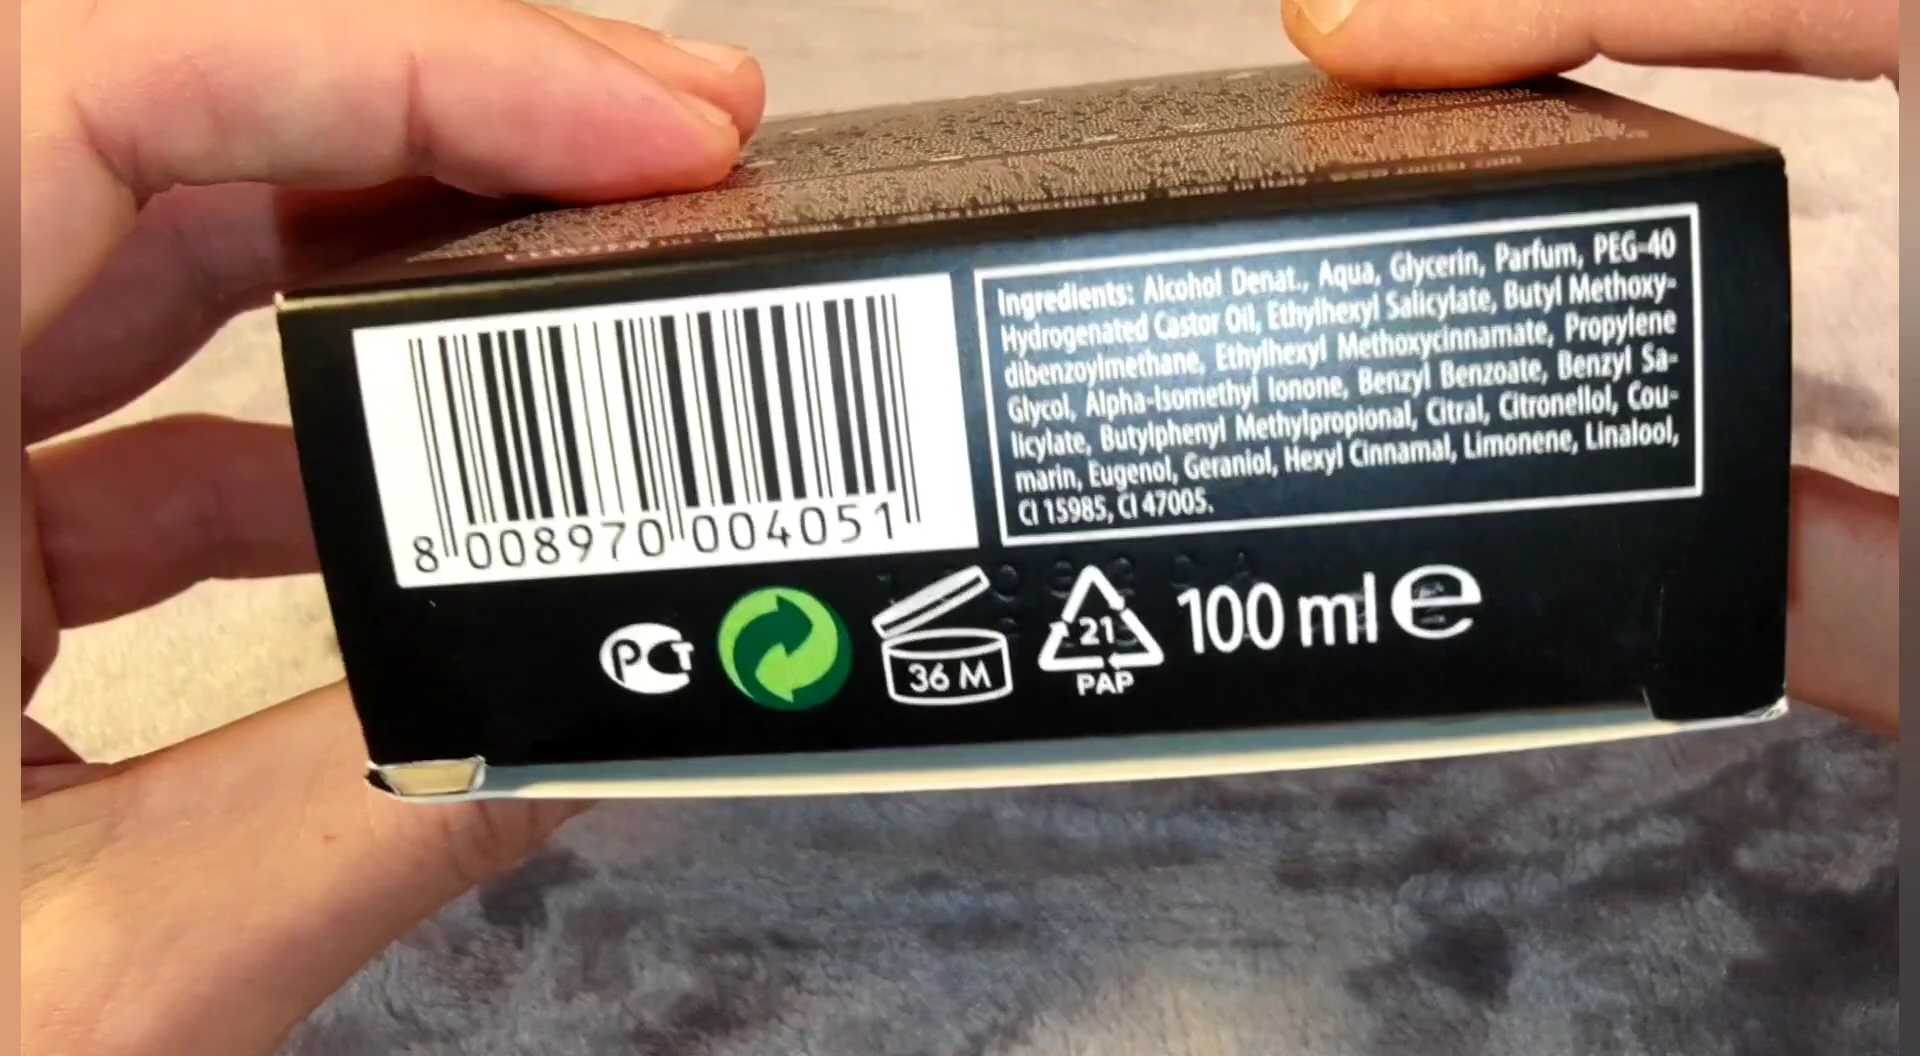 Ingredients: Alcohol Denat., Aqua, Glycerin, Parfum, PEG-40
Hydrogenated Castor Oil, Ethylhexyl Salicylate, Butyl Methoxy-
dibenzoylmethane, Ethylhexyl Methoxycinnamate, Propylene
Glycol, Alpha-Isomethyl Ionone, Benzyl Benzoate, Benzyl Sa-
licylate, Butylphenyl Methylpropional, Citral, Citronellol, Cou-
marin, Eugenol, Geraniol, Hexyl Cinnamal, Limonene, Linalool,
CI 15985, CI 47005.
8 008970 004051
РСТ
36 M
21
PAP
100 ml e